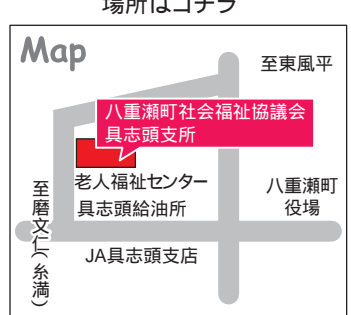 場所はコチラ
Map
至東風平
八重瀬町社会福祉協議会
具志頭支所
老人福祉センター
具志頭給油所
八重瀬町
役場
至磨文仁(糸満)
JA具志頭支店